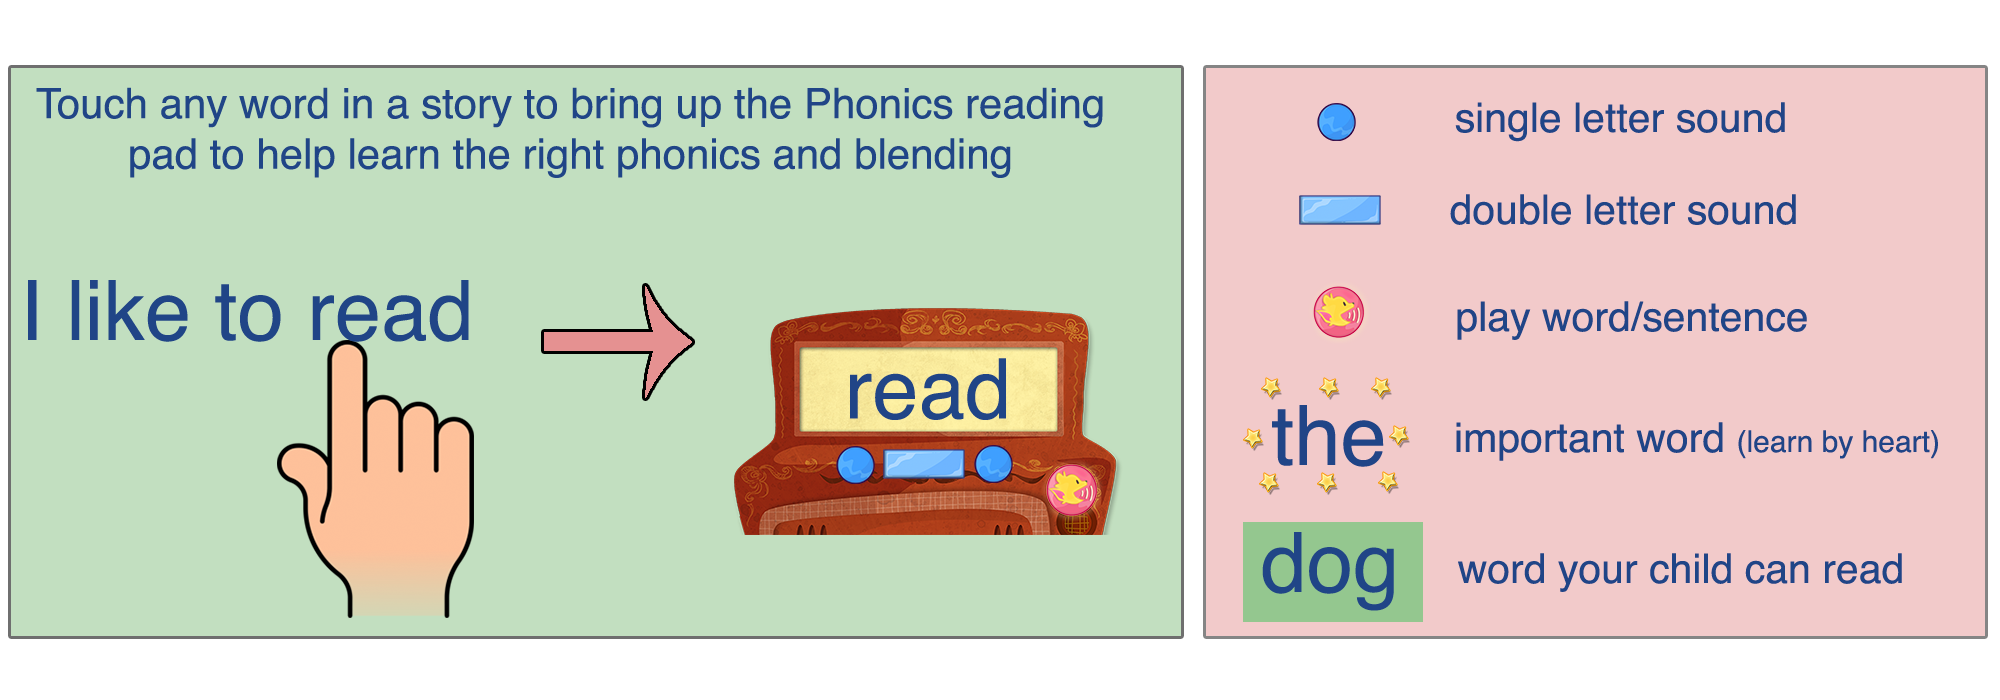 Touch any word in a story to bring up the Phonics reading
pad to help learn the right phonics and blending
I like to read
read
single letter sound
double letter sound
play word/sentence
the
important word (learn by heart)
dog
word your child can read